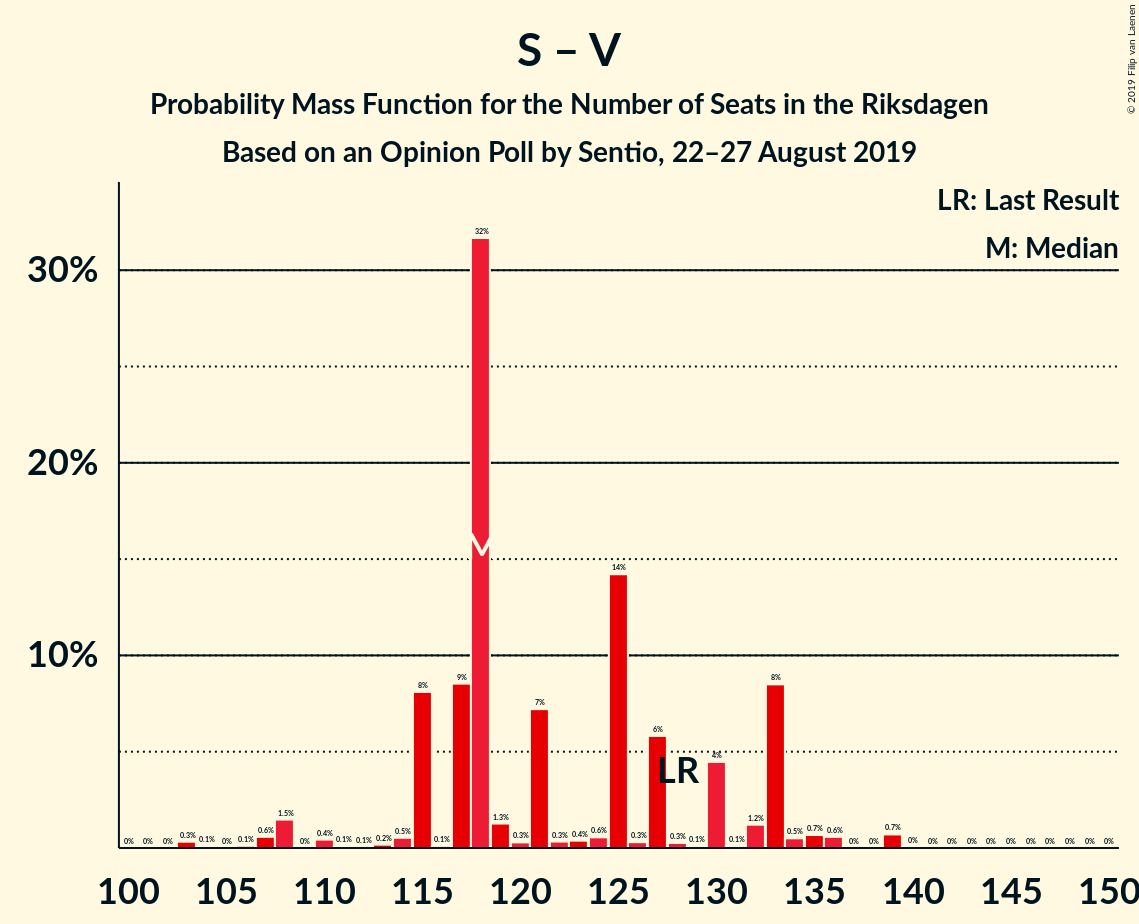 S – V
Probability Mass Function for the Number of Seats in the Riksdagen
Based on an Opinion Poll by Sentio, 22–27 August 2019
© 2019 Filip van Laenen
LR: Last Result
M: Median
30%
20%
10%
0% 0% 0% 0.3% 0.1% 0% 0.1% 0.6% 1.5% 0% 0.4% 0.1% 0.1% 0.2% 0.5% 8% 0.1% 9% 32% 1.3% 0.3% 7% 0.3% 0.4% 0.6% 14% 0.3% 6% 0.3% 0.1% 4% 0.1% 1.2% 8% 0.5% 0.7% 0.6% 0% 0% 0.7% 0% 0% 0% 0% 0% 0% 0% 0% 0% 0% 0%
M
LR
100 105 110 115 120 125 130 135 140 145 150